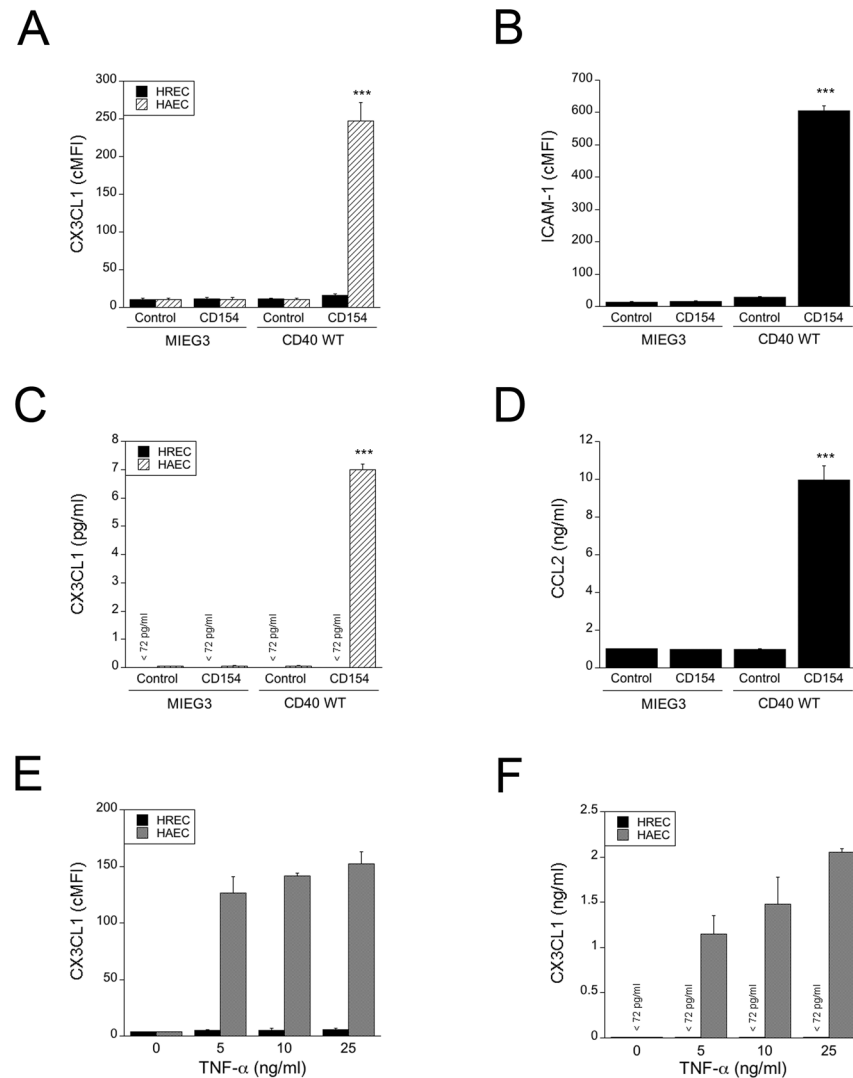 A
CX3CL1 (cMFI)
300
250
200
150
100
50
0
HREC
HAEC
***
Control
CD154
Control
CD154
MIEG3
CD40 WT
B
ICAM-1 (cMFI)
700
600
500
400
300
200
100
0
***
Control
CD154
Control
CD154
MIEG3
CD40 WT
C
CX3CL1 (pg/ml)
8
7
6
5
4
3
2
1
0
HREC
HAEC
***
< 72 pg/ml
< 72 pg/ml
< 72 pg/ml
< 72 pg/ml
Control
CD154
Control
CD154
MIEG3
CD40 WT
D
CCL2 (ng/ml)
12
10
8
6
4
2
0
***
Control
CD154
Control
CD154
MIEG3
CD40 WT
E
CX3CL1 (cMFI)
200
150
100
50
0
HREC
HAEC
0
5
10
25
TNF-α (ng/ml)
F
CX3CL1 (ng/ml)
2.5
2
1.5
1
0.5
0
HREC
HAEC
< 72 pg/ml
< 72 pg/ml
< 72 pg/ml
< 72 pg/ml
0
5
10
25
TNF-α (ng/ml)